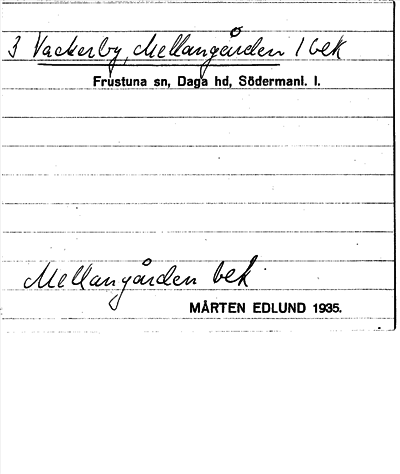 3 Vackerby, Mellangården 1 bek
Frustuna sn, Daga hd, Södermanl. l.
Mellangården bek
MÅRTEN EDLUND 1935.